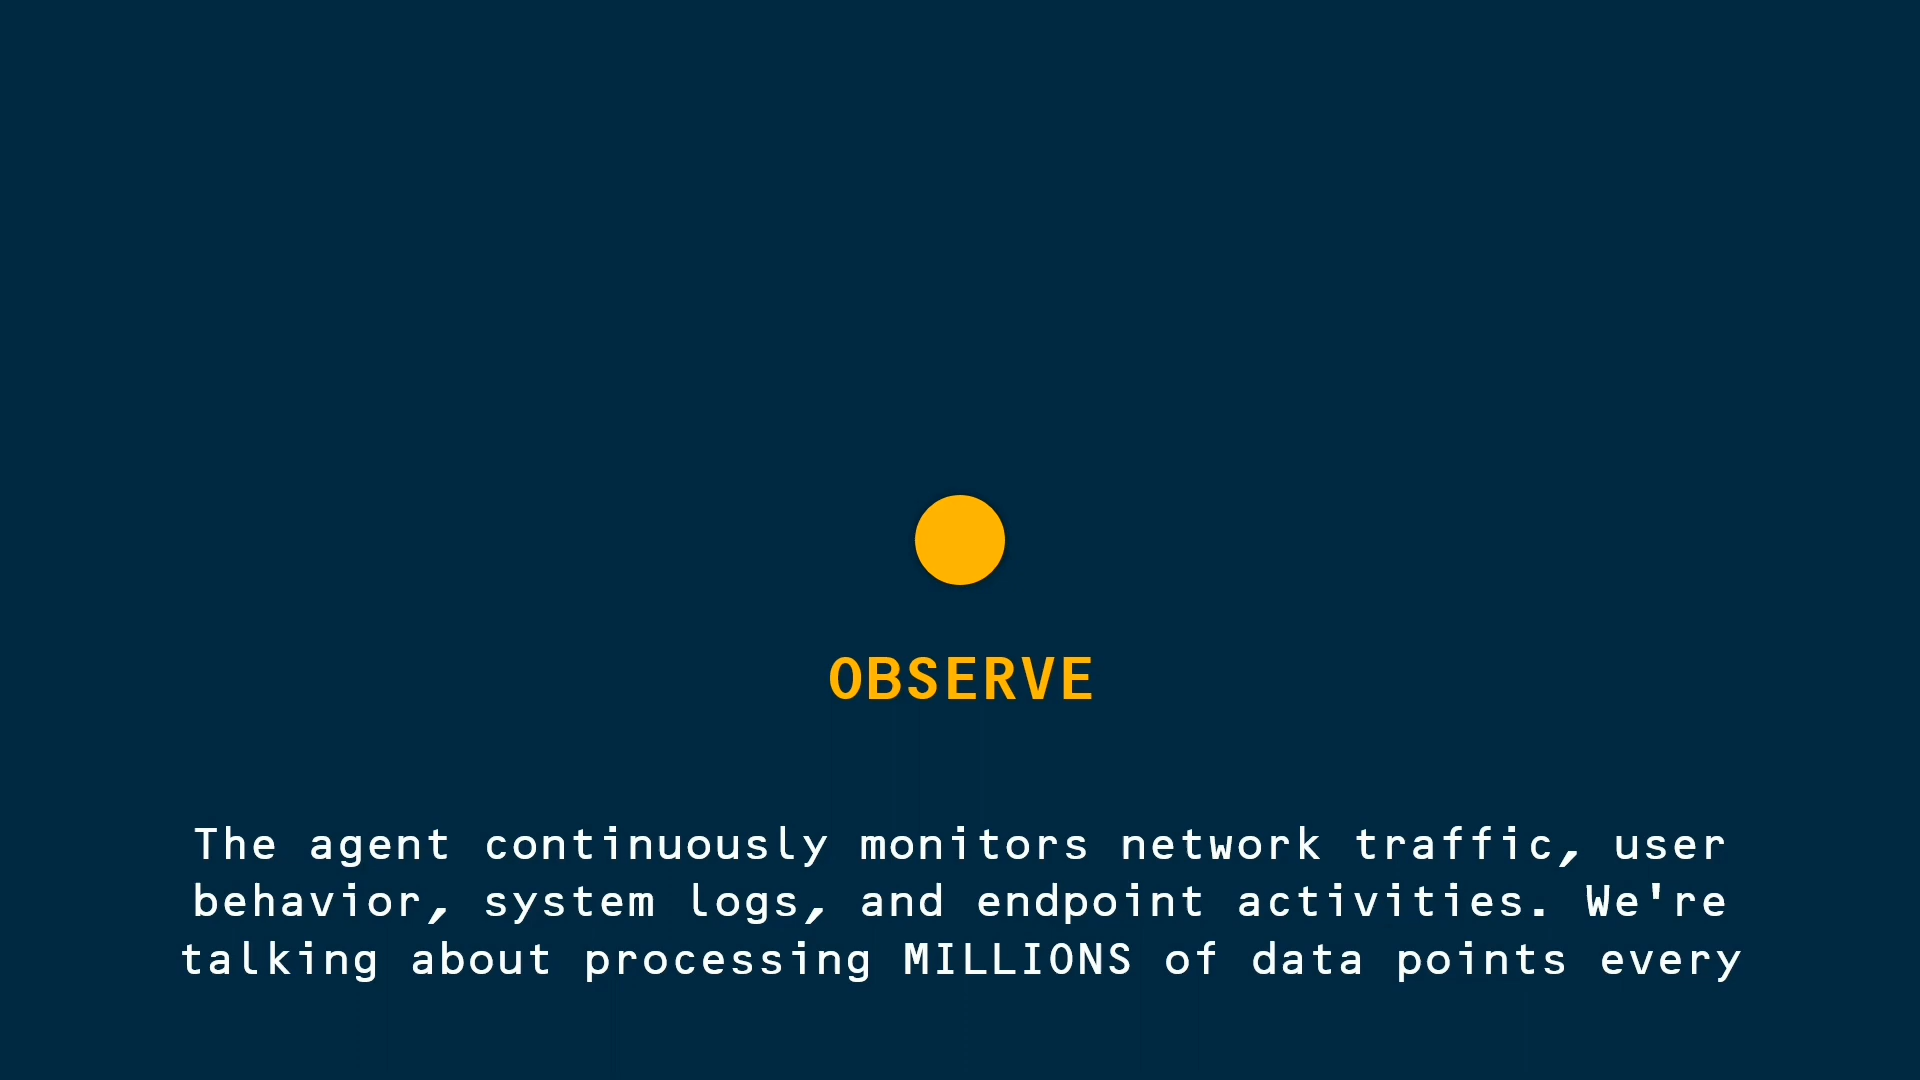 OBSERVE
The agent continuously monitors network traffic, user
behavior, system logs, and endpoint activities. We're
talking about processing MILLIONS of data points every